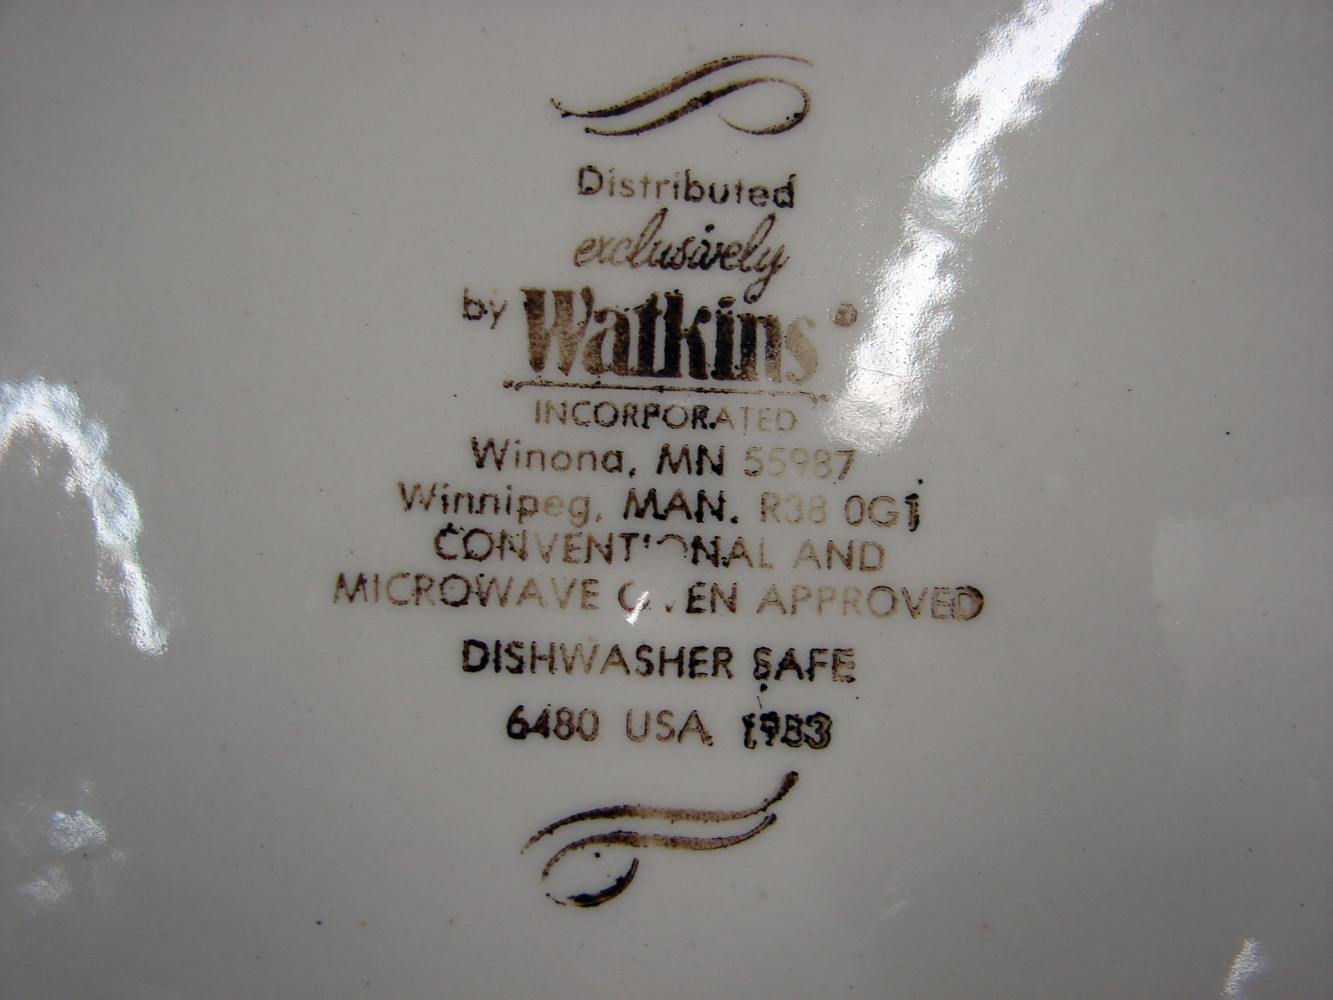 Distributed
exclusively
by Watkins®
INCORPORATED
Winona, MN 55987
Winnipeg, MAN. R3B 0G1
CONVENTIONAL AND
MICROWAVE OVEN APPROVED
DISHWASHER SAFE
6480 USA 1983